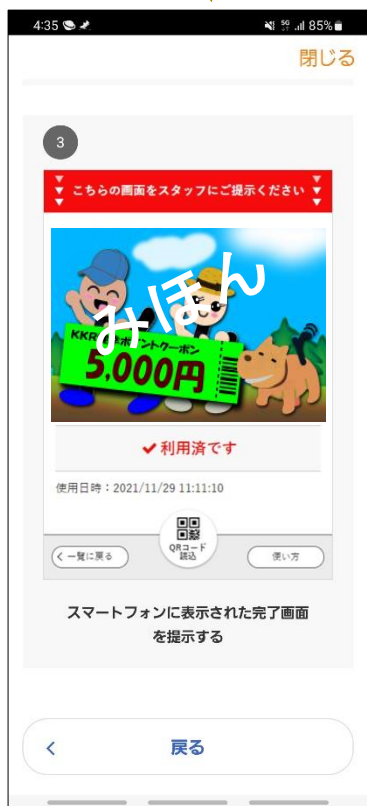 4:35
5G
85%
閉じる
3
こちらの画面をスタッフにご提示ください
みほん
5,000円
利用済です
使用日時：2021/11/29 11:11:10
く 一覧に戻る
QRコード
読込
使い方
スマートフォンに表示された完了画面
を提示する
戻る